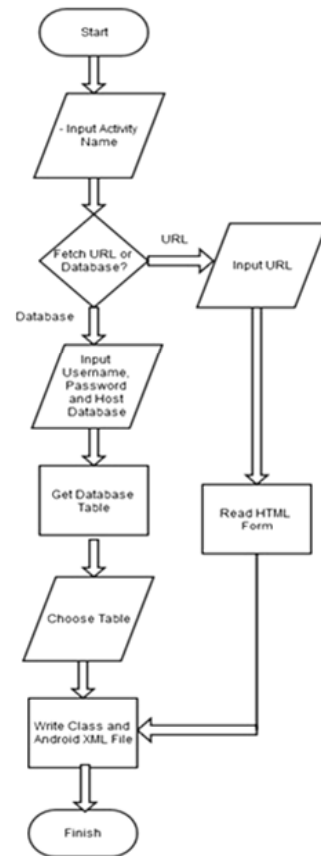 Start
- Input Activity
Name
Fetch URL or
Database?
URL
Input URL
Database
Input
Username,
Password
and Host
Database
Get Database
Table
Read HTML
Form
Choose Table
Write Class and
Android XML File
Finish